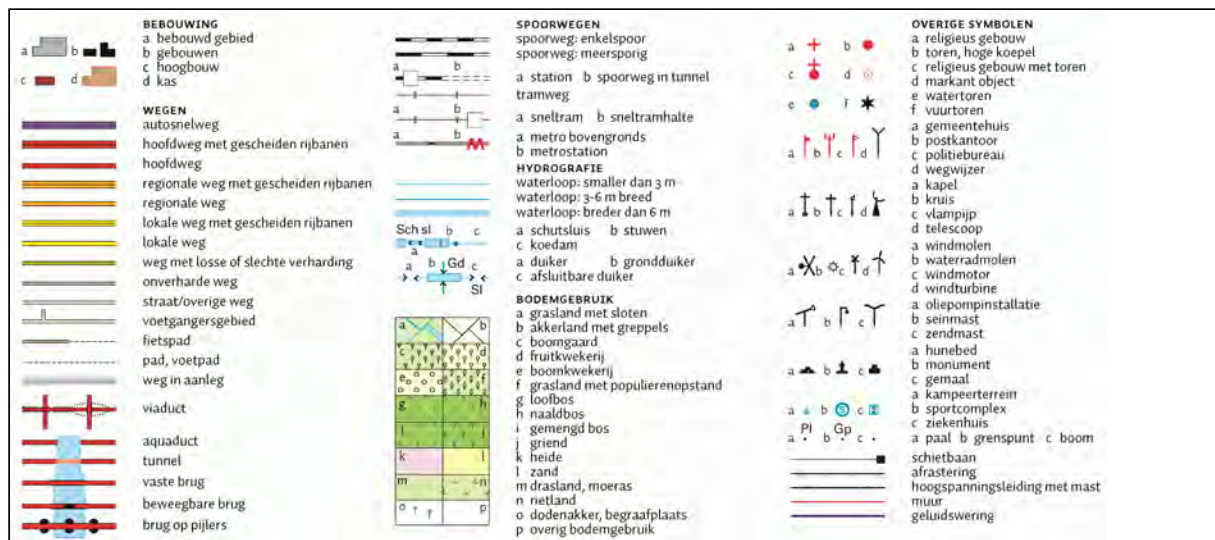 BEBOUWING
a bebouwd gebied
a b
b gebouwen
c hoogbouw
c d
d kas
WEGEN
autosnelweg
hoofdweg met gescheiden rijbanen
hoofdweg
regionale weg met gescheiden rijbanen
regionale weg
lokale weg met gescheiden rijbanen
lokale weg
weg met losse of slechte verharding
onverharde weg
straat/overige weg
voetgangersgebied
fietspad
pad, voetpad
weg in aanleg
viaduct
aquaduct
tunnel
vaste brug
beweegbare brug
brug op pijlers
SPOORWEGEN
spoorweg: enkelspoor
spoorweg: meersporig
a b
a station b spoorweg in tunnel
tramweg
a b
a sneltram b sneltramhalte
a b
a metro bovengronds
b metrostation
HYDROGRAFIE
waterloop: smaller dan 3 m
waterloop: 3-6 m breed
waterloop: breder dan 6 m
Sch sl b c
a schutsluis b stuwen
a
c koedam
a b Gd c
a duiker b grondduiker
Sl
c afsluitbare duiker
BODEMGEBRUIK
a b
a grasland met sloten
b akkerland met greppels
c d
c boomgaard
d fruitkwekerij
e f
e boomkwekerij
f grasland met populierenopstand
g h
g loofbos
h naaldbos
i j
i gemengd bos
j griend
k l
k heide
l zand
m n
m drasland, moeras
n rietland
o p
o dodenakker, begraafplaats
p overig bodemgebruik
OVERIGE SYMBOLEN
a religieus gebouw
a b
b toren, hoge koepel
c religieus gebouw met toren
c d
d markant object
e watertoren
e f
f vuurtoren
a gemeentehuis
b postkantoor
a b c d
c politiebureau
d wegwijzer
a kapel
b kruis
a b c d
c vlampijp
d telescoop
a windmolen
b waterradmolen
a b c d
c windmotor
d windturbine
a oliepompinstallatie
a b c
b seinmast
c zendmast
a hunebed
a b c
b monument
c gemaal
a kampeerterrein
a b S c
b sportcomplex
c ziekenhuis
Pl Gp
a b c
a paal b grenspunt c boom
schietbaan
afrastering
hoogspanningsleiding met mast
muur
geluidswering